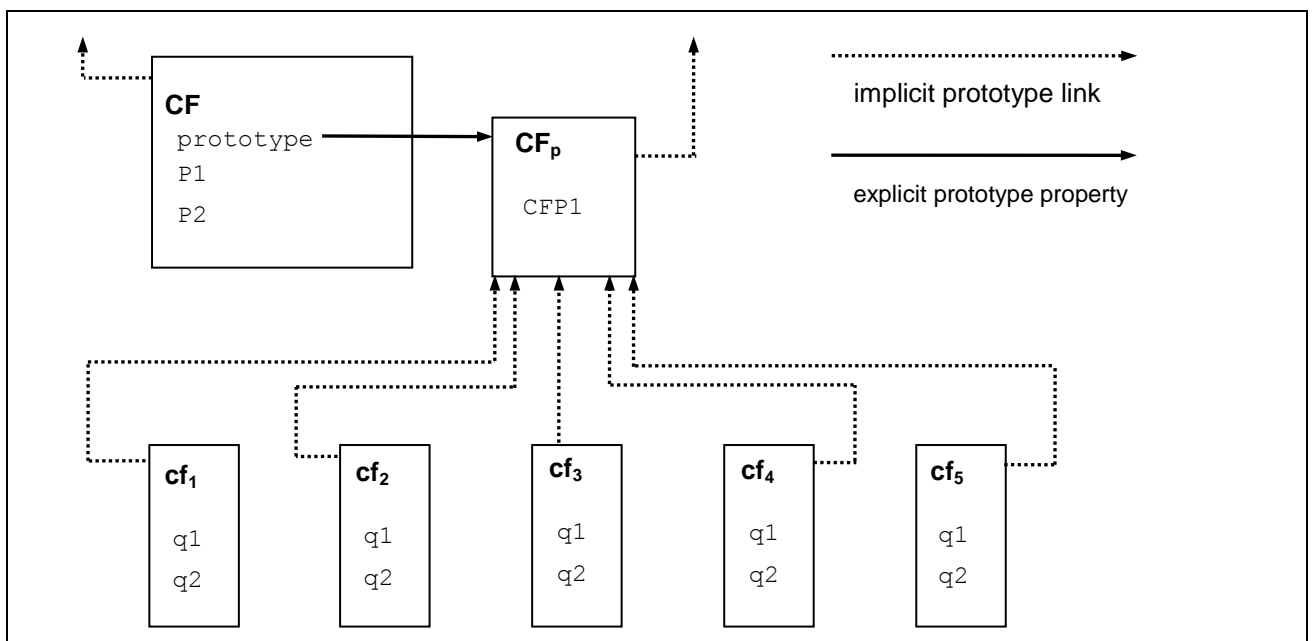 CF
prototype
P1
P2
CFp
CFP1
implicit prototype link
explicit prototype property
cf1
q1
q2
cf2
q1
q2
cf3
q1
q2
cf4
q1
q2
cf5
q1
q2